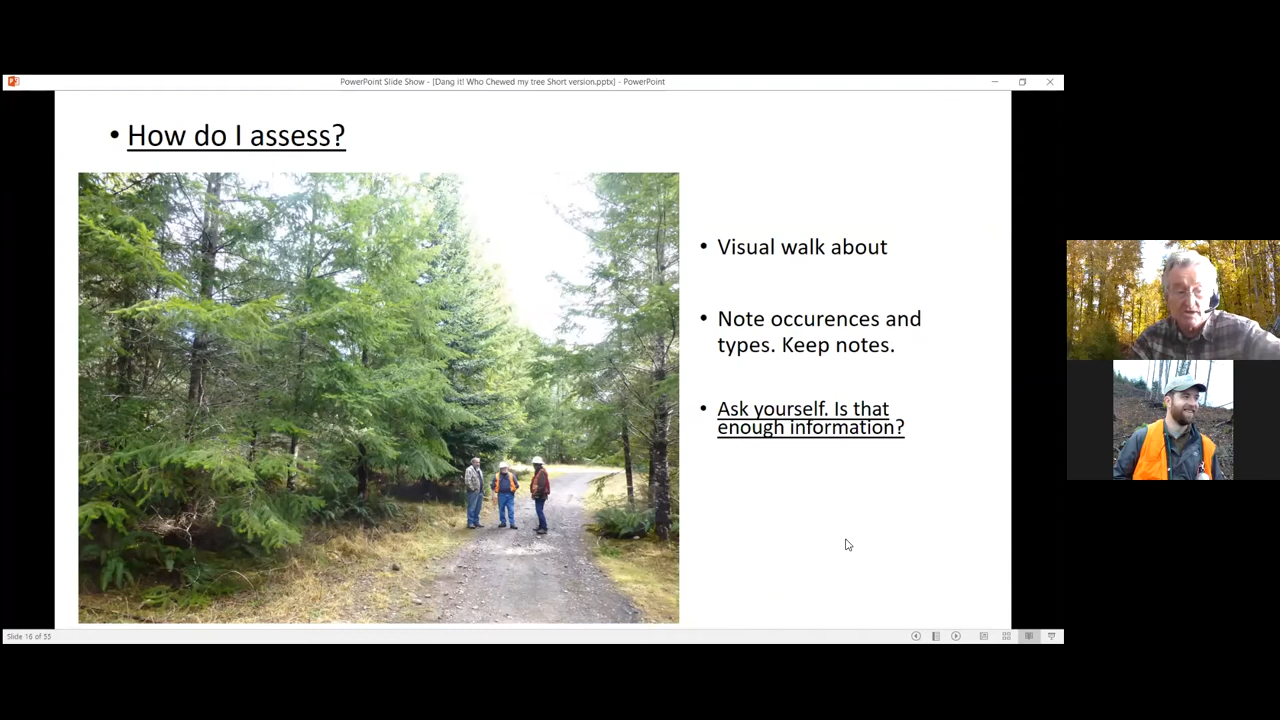 PowerPoint Slide Show - [Dang it! Who Chewed my tree Short version.pptx] - PowerPoint
• How do I assess?
• Visual walk about
• Note occurences and
types. Keep notes.
• Ask yourself. Is that
enough information?
Slide 16 of 55